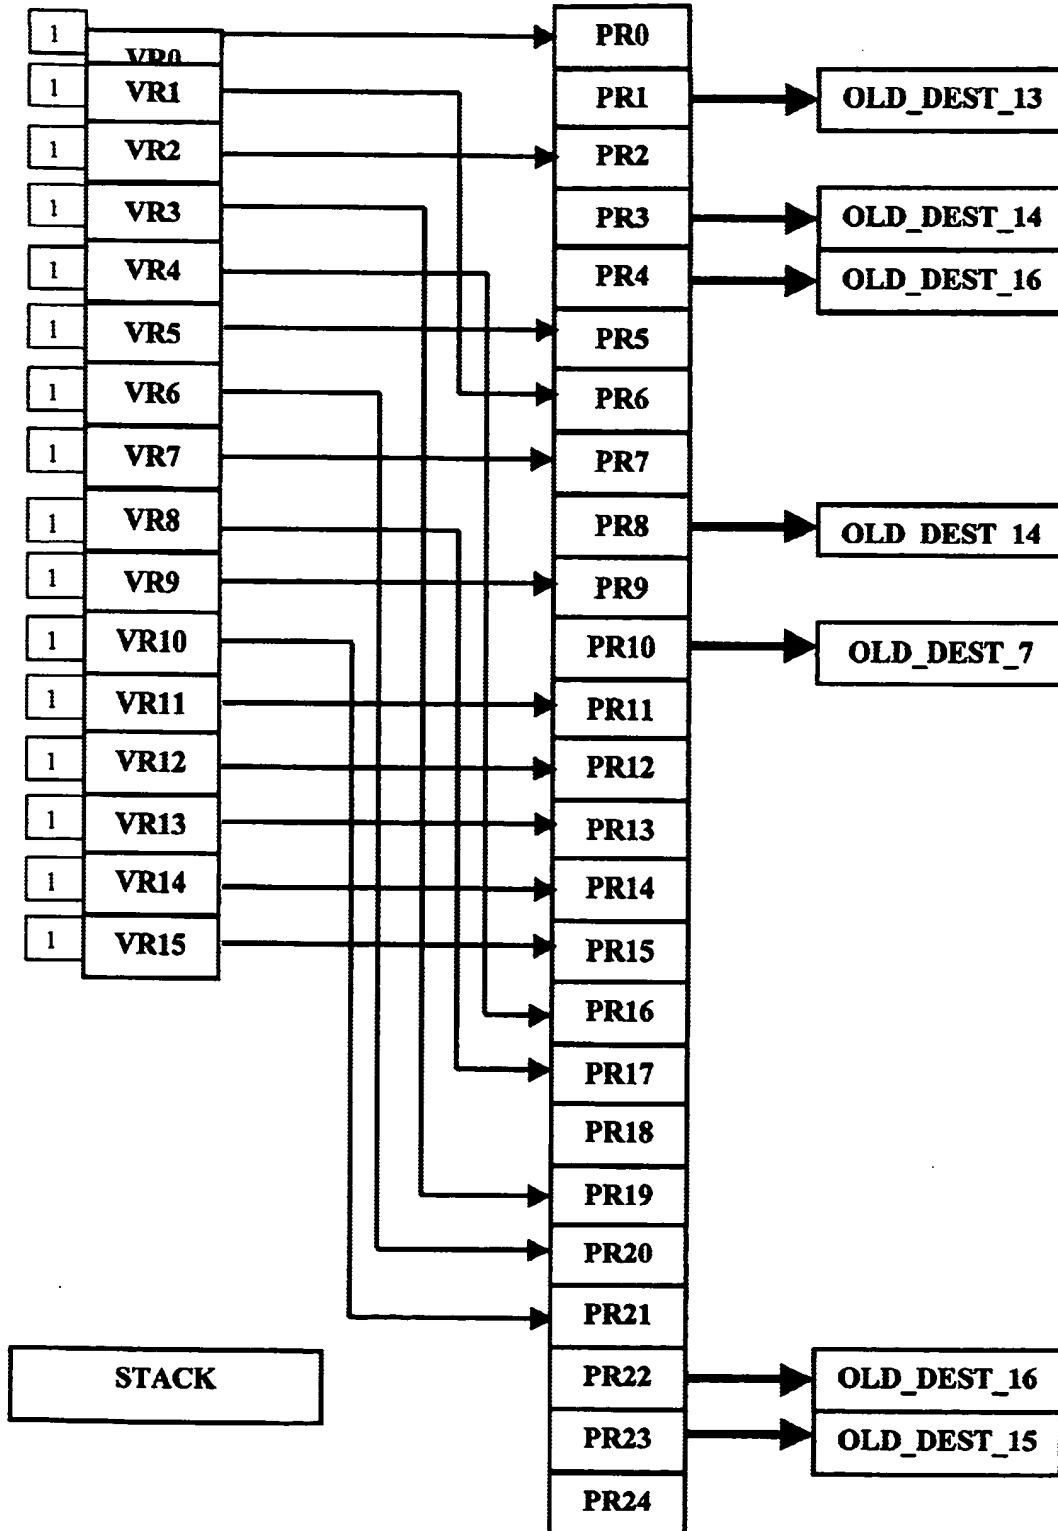 1 PR0
VR0
1 VR1 PR1 OLD_DEST_13
1 VR2 PR2
1 VR3 PR3 OLD_DEST_14
1 VR4 PR4 OLD_DEST_16
1 VR5 PR5
1 VR6 PR6
1 VR7 PR7
1 VR8 PR8 OLD DEST 14
1 VR9 PR9
1 VR10 PR10 OLD_DEST_7
1 VR11 PR11
1 VR12 PR12
1 VR13 PR13
1 VR14 PR14
1 VR15 PR15
PR16
PR17
PR18
PR19
PR20
PR21
STACK PR22 OLD_DEST_16
PR23 OLD_DEST_15
PR24